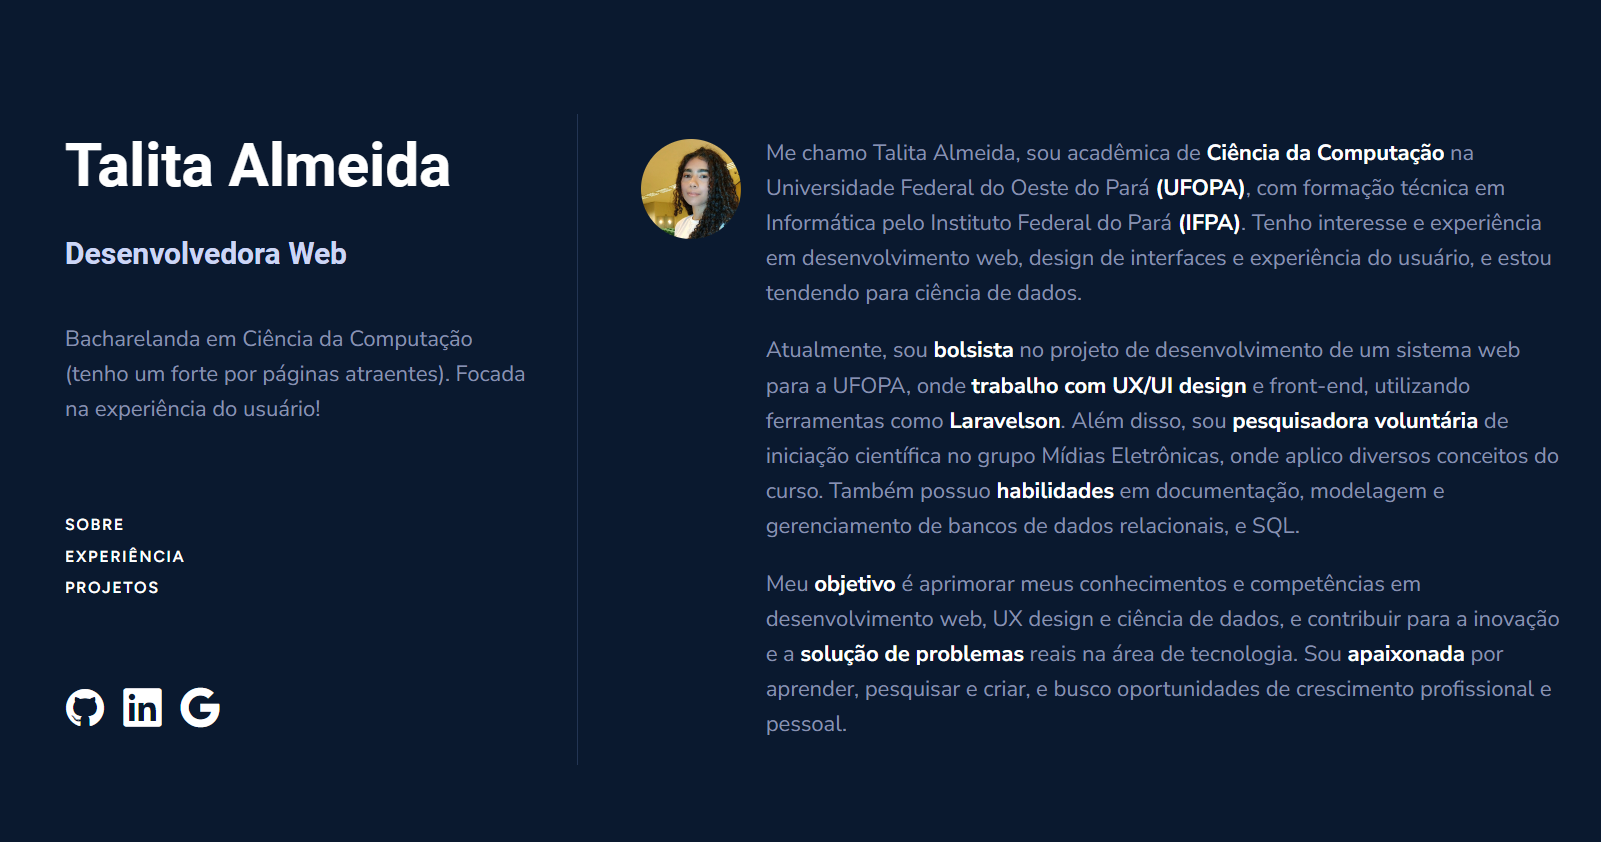 Talita Almeida
Desenvolvedora Web
Bacharelanda em Ciência da Computação
(tenho um forte por páginas atraentes). Focada
na experiência do usuário!
SOBRE
EXPERIÊNCIA
PROJETOS
Me chamo Talita Almeida, sou acadêmica de Ciência da Computação na
Universidade Federal do Oeste do Pará (UFOPA), com formação técnica em
Informática pelo Instituto Federal do Pará (IFPA). Tenho interesse e experiência
em desenvolvimento web, design de interfaces e experiência do usuário, e estou
tendendo para ciência de dados.
Atualmente, sou bolsista no projeto de desenvolvimento de um sistema web
para a UFOPA, onde trabalho com UX/UI design e front-end, utilizando
ferramentas como Laravelson. Além disso, sou pesquisadora voluntária de
iniciação científica no grupo Mídias Eletrônicas, onde aplico diversos conceitos do
curso. Também possuo habilidades em documentação, modelagem e
gerenciamento de bancos de dados relacionais, e SQL.
Meu objetivo é aprimorar meus conhecimentos e competências em
desenvolvimento web, UX design e ciência de dados, e contribuir para a inovação
e a solução de problemas reais na área de tecnologia. Sou apaixonada por
aprender, pesquisar e criar, e busco oportunidades de crescimento profissional e
pessoal.